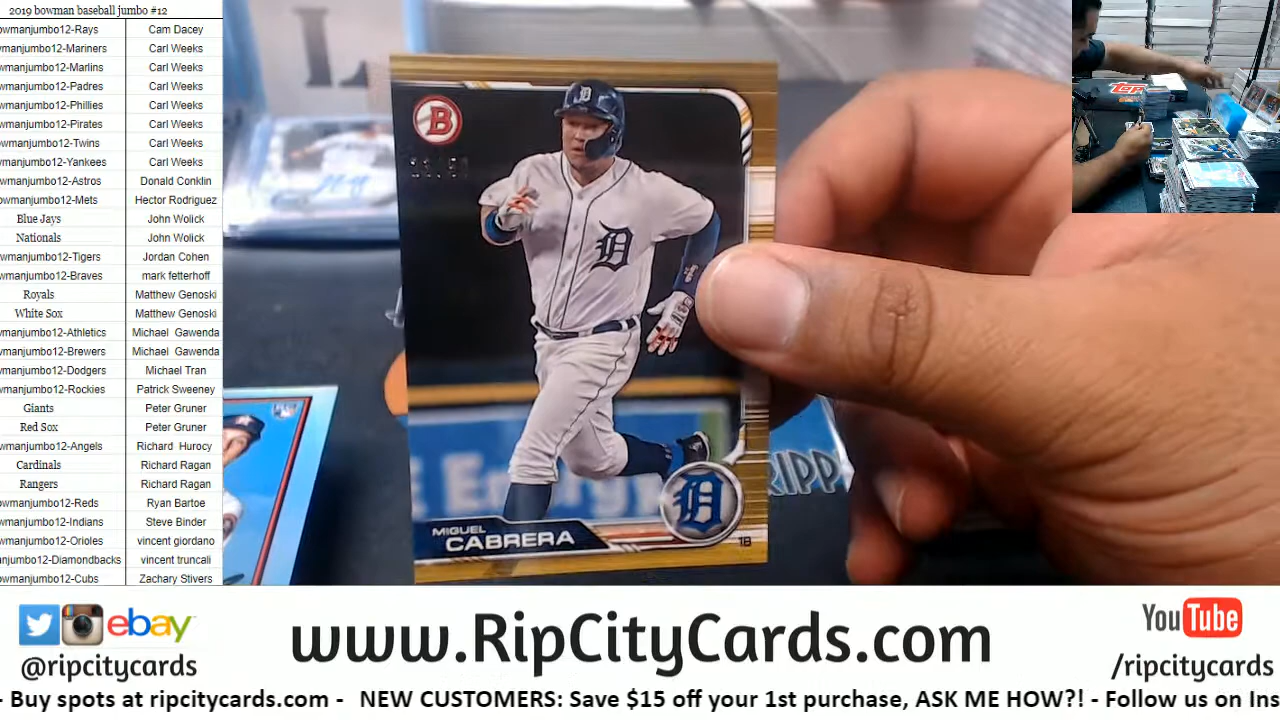 2019 bowman baseball jumbo #12
owmanjumbo12-Rays Cam Dacey
wmanjumbo12-Mariners Carl Weeks
wmanjumbo12-Marlins Carl Weeks
wmanjumbo12-Padres Carl Weeks
wmanjumbo12-Phillies Carl Weeks
wmanjumbo12-Pirates Carl Weeks
owmanjumbo12-Twins Carl Weeks
wmanjumbo12-Yankees Carl Weeks
wmanjumbo12-Astros Donald Conklin
owmanjumbo12-Mets Hector Rodriguez
Blue Jays John Wolick
Nationals John Wolick
wmanjumbo12-Tigers Jordan Cohen
wmanjumbo12-Braves mark fetterhoff
Royals Matthew Genoski
White Sox Matthew Genoski
wmanjumbo12-Athletics Michael Gawenda
wmanjumbo12-Brewers Michael Gawenda
wmanjumbo12-Dodgers Michael Tran
wmanjumbo12-Rockies Patrick Sweeney
Giants Peter Gruner
Red Sox Peter Gruner
wmanjumbo12-Angels Richard Hurocy
Cardinals Richard Ragan
Rangers Richard Ragan
owmanjumbo12-Reds Ryan Bartoe
wmanjumbo12-Indians Steve Binder
wmanjumbo12-Orioles vincent giordano
anjumbo12-Diamondbacks vincent truncali
owmanjumbo12-Cubs Zachary Stivers
B
D
D
MIGUEL
CABRERA
D
1B
RIPP
Topps
ebay
@ripcitycards
www.RipCityCards.com
YouTube
/ripcitycards
- Buy spots at ripcitycards.com - NEW CUSTOMERS: Save $15 off your 1st purchase, ASK ME HOW?! - Follow us on Ins